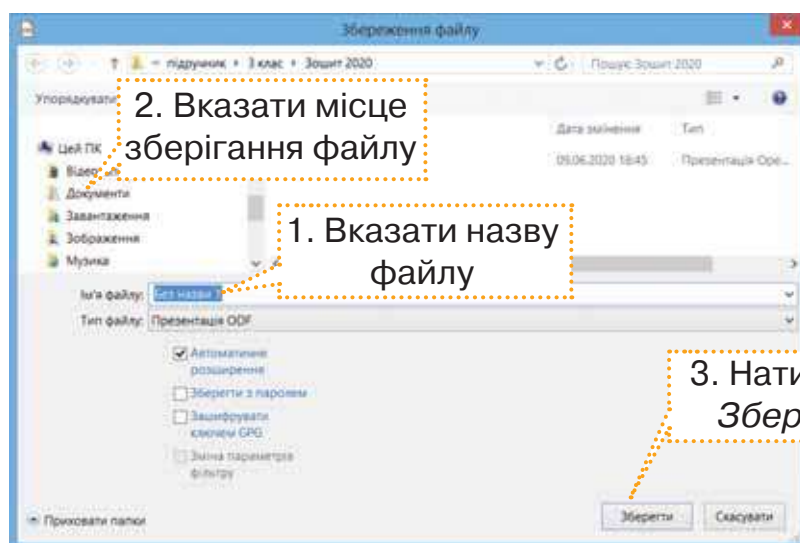 Збереження файлу
підручник › 3 клас › Зошит 2020
Пошук: Зошит 2020
Упорядкувати
2. Вказати місце
зберігання файлу
Дата змінення Тип
Цей ПК
09.06.2020 18:45 Презентація Ope...
Документи
Завантаження
Зображення
Музика
1. Вказати назву
файлу
Ім'я файлу: Без назви 1
Тип файлу: Презентація ODF
Автоматичне
розширення
Зберегти з паролем
Зашифрувати
ключем GPG
Зміна параметрів
фільтру
3. Нати
Збер
Приховати папки
Зберегти Скасувати